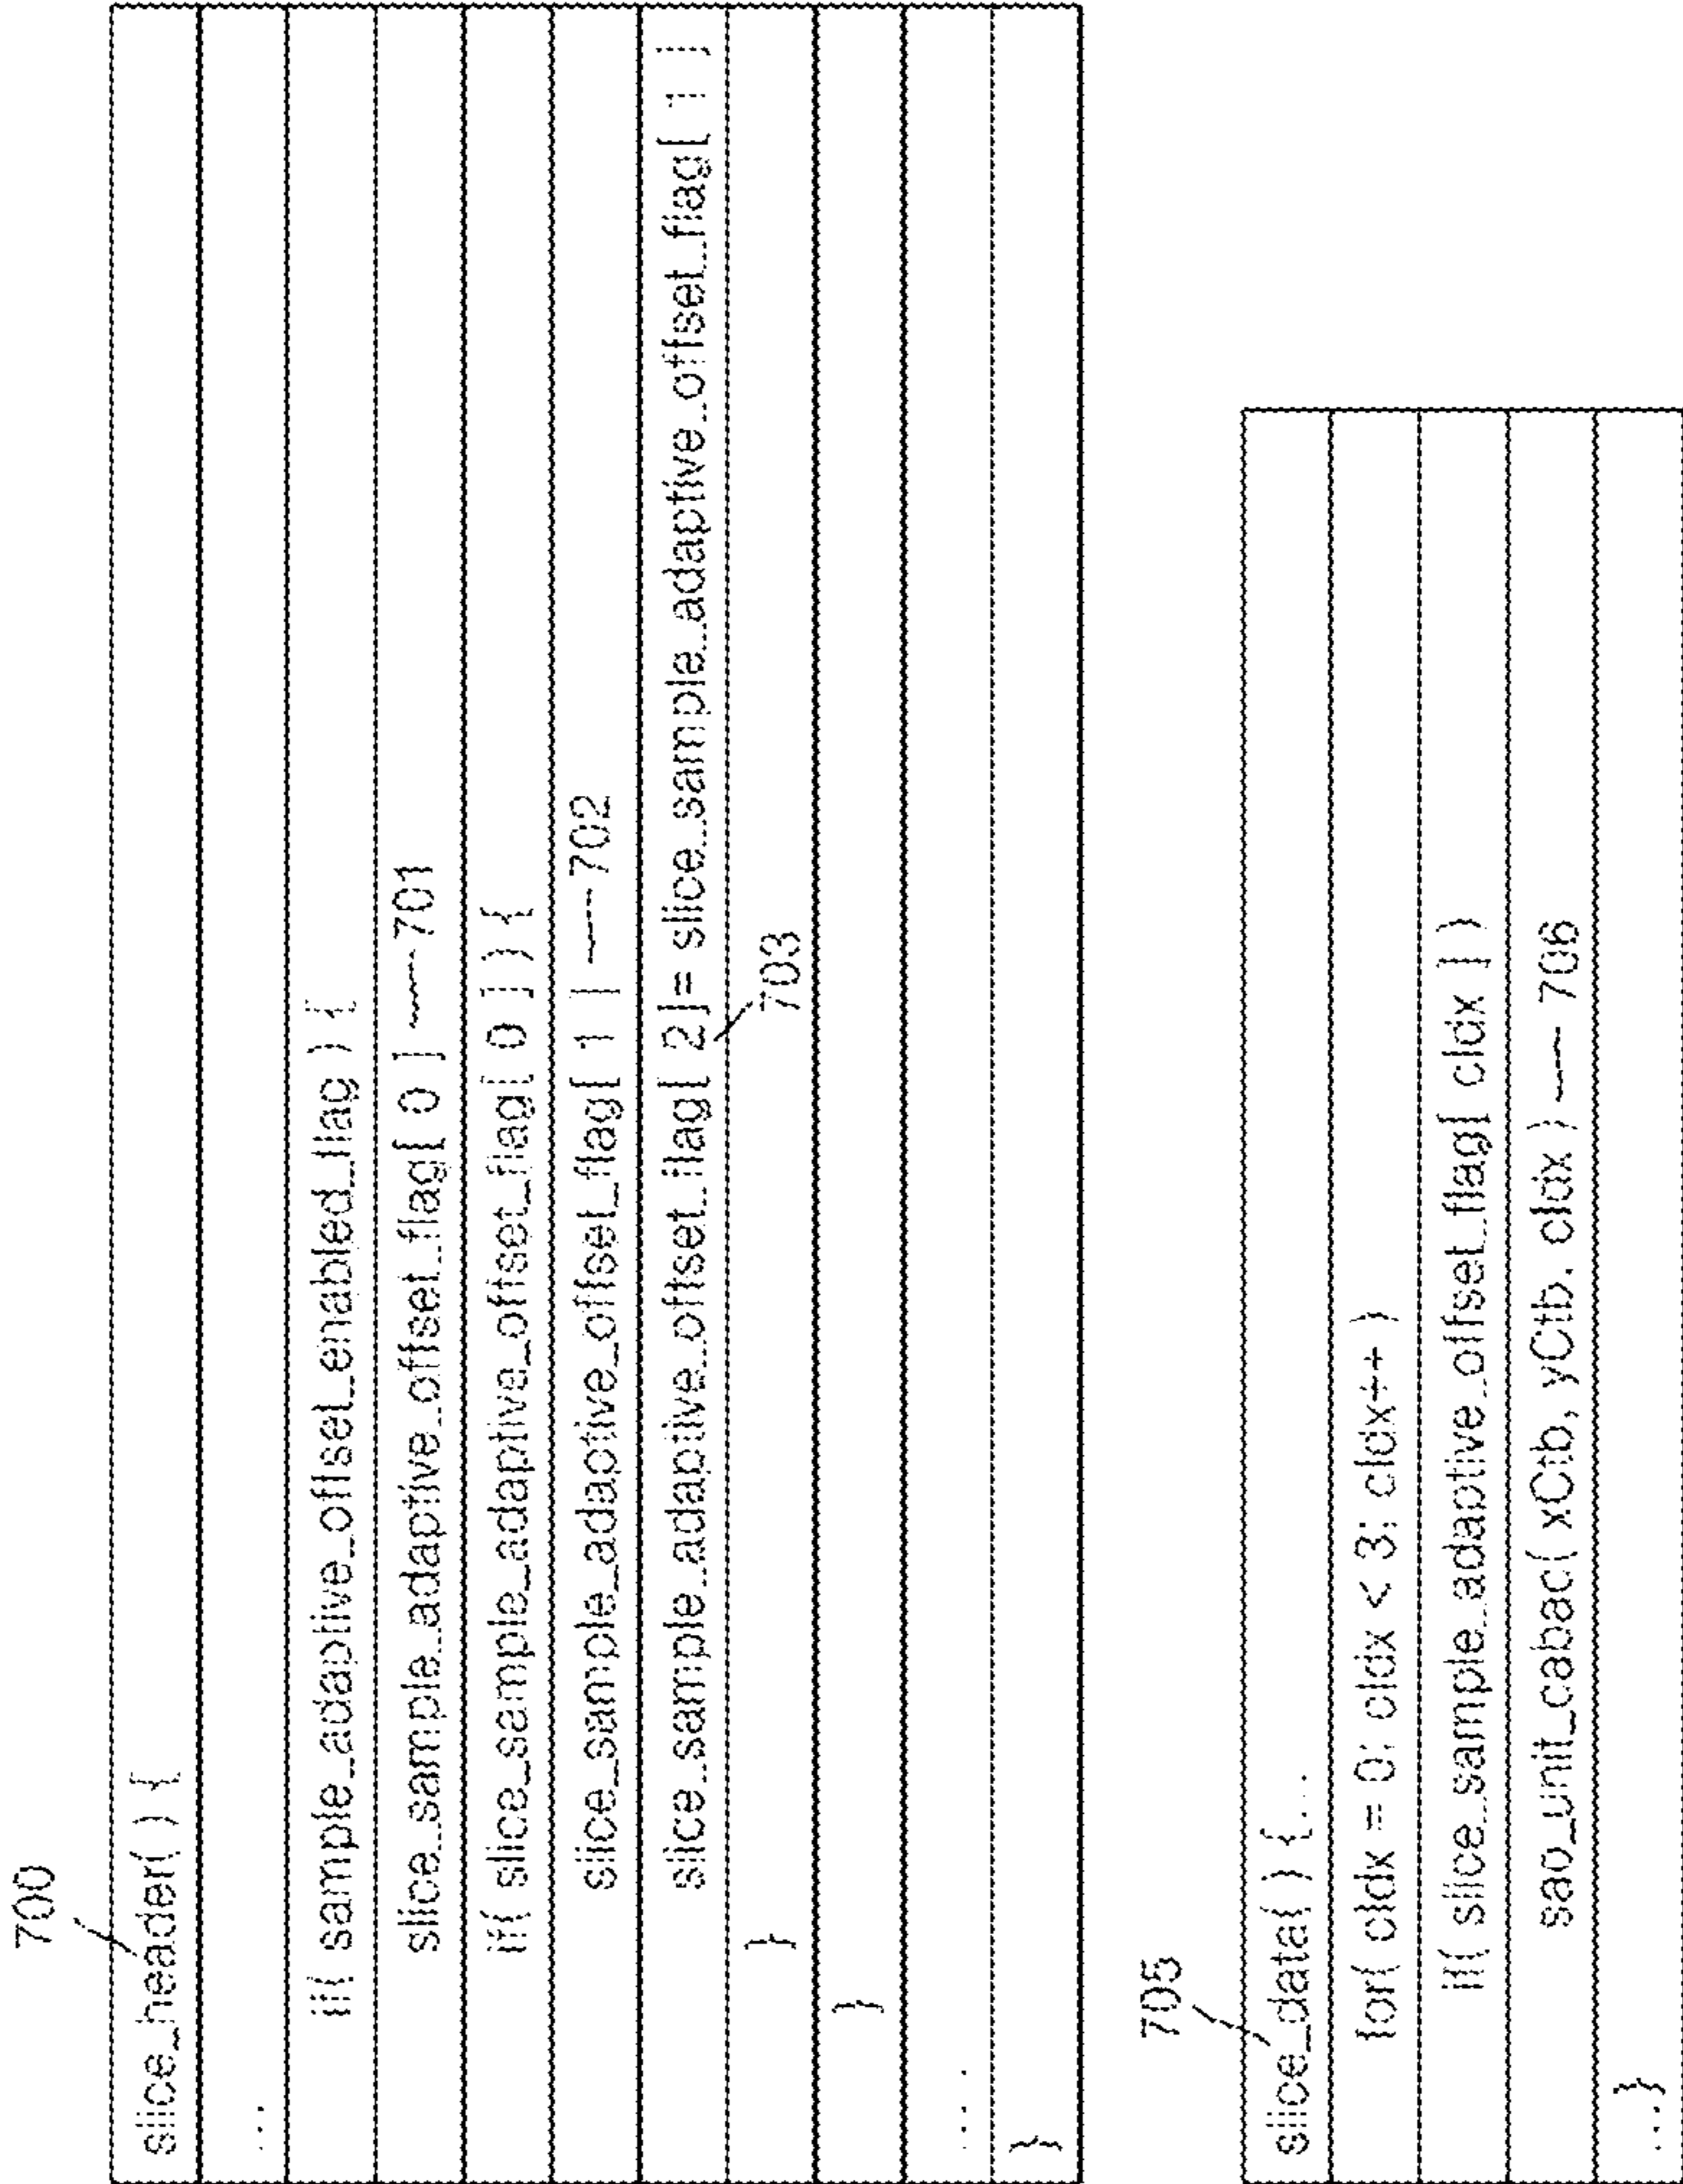 700
slice_header( ) {
...
if( sample_adaptive_offset_enabled_flag ) {
slice_sample_adaptive_offset_flag[ 0 ] 701
if( slice_sample_adaptive_offset_flag[ 0 ] ) {
slice_sample_adaptive_offset_flag[ 1 ] 702
slice_sample_adaptive_offset_flag[ 2]= slice_sample_adaptive_offset_flag[ 1 ]
} 703
}
....
}
705
slice_data( ) {...
for( cIdx = 0; cIdx < 3; cIdx++ )
if( slice_sample_adaptive_offset_flag[ cIdx ] )
sao_unit_cabac( xCtb, yCtb, cIdx ) 706
...}